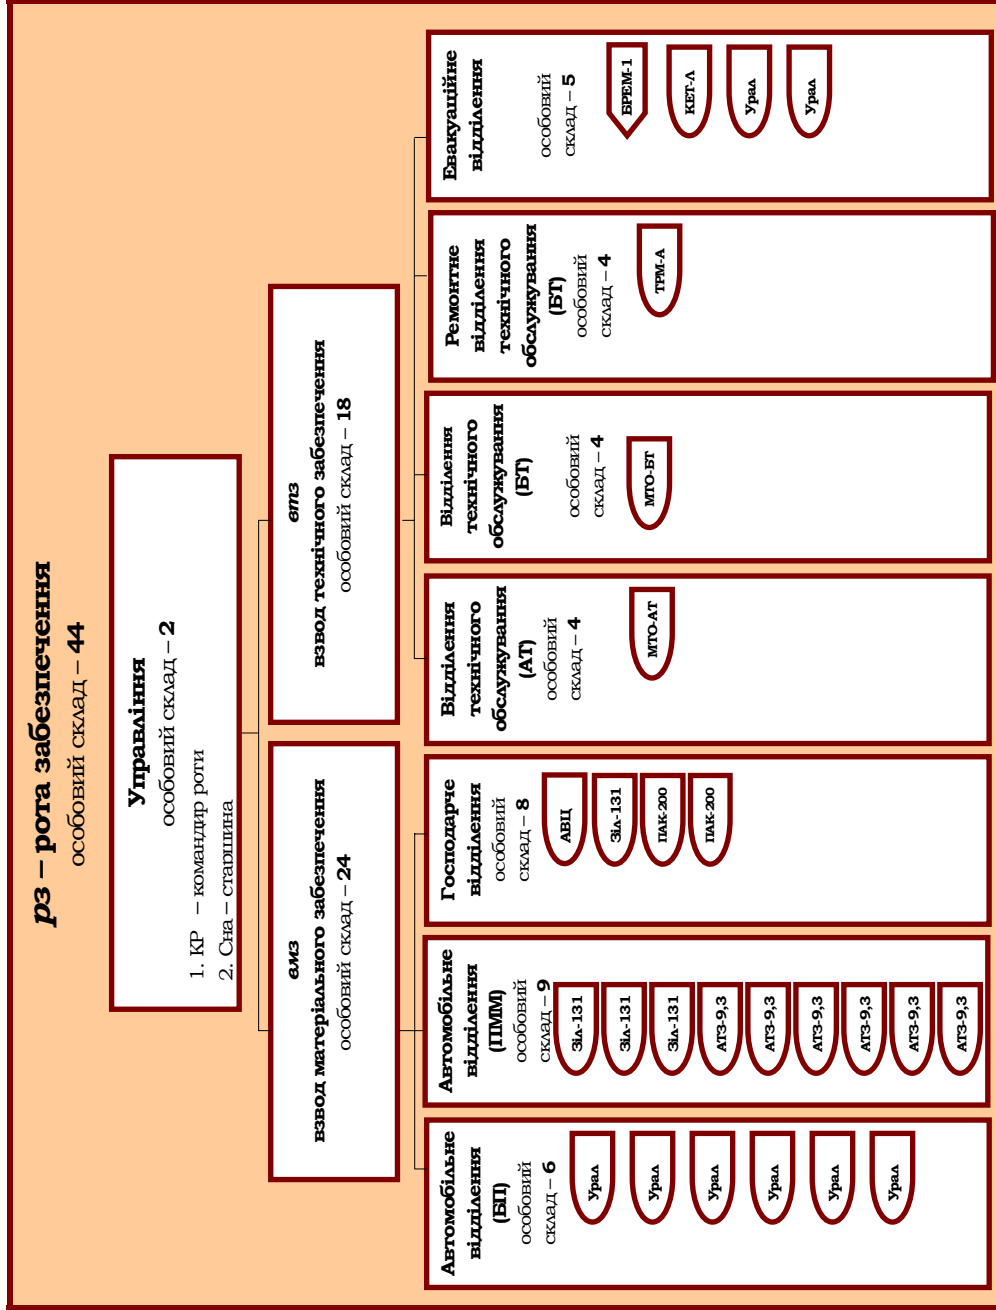 рз – рота забезпечення
особовий склад – 44
Управління
особовий склад – 2
1. КР – командир роти
2. Сна – старшина
вмз
взвод матеріального забезпечення
особовий склад – 24
втз
взвод технічного забезпечення
особовий склад – 18
Автомобільне
відділення
(БП)
особовий
склад – 6
Урал
Урал
Урал
Урал
Урал
Урал
Автомобільне
відділення
(ПММ)
особовий
склад – 9
Зіл-131
Зіл-131
Зіл-131
АТЗ-9,3
АТЗ-9,3
АТЗ-9,3
АТЗ-9,3
АТЗ-9,3
АТЗ-9,3
Господарче
відділення
особовий
склад – 8
АВЦ
Зіл-131
ПАК-200
ПАК-200
Відділення
технічного
обслужування
(АТ)
особовий
склад – 4
МТО-АТ
Відділення
технічного
обслужування
(БТ)
особовий
склад – 4
МТО-БТ
Ремонтне
відділення
технічного
обслужування
(БТ)
особовий
склад – 4
ТРМ-А
Евакуаційне
відділення
особовий
склад – 5
БРЕМ-1
КЕТ-Л
Урал
Урал